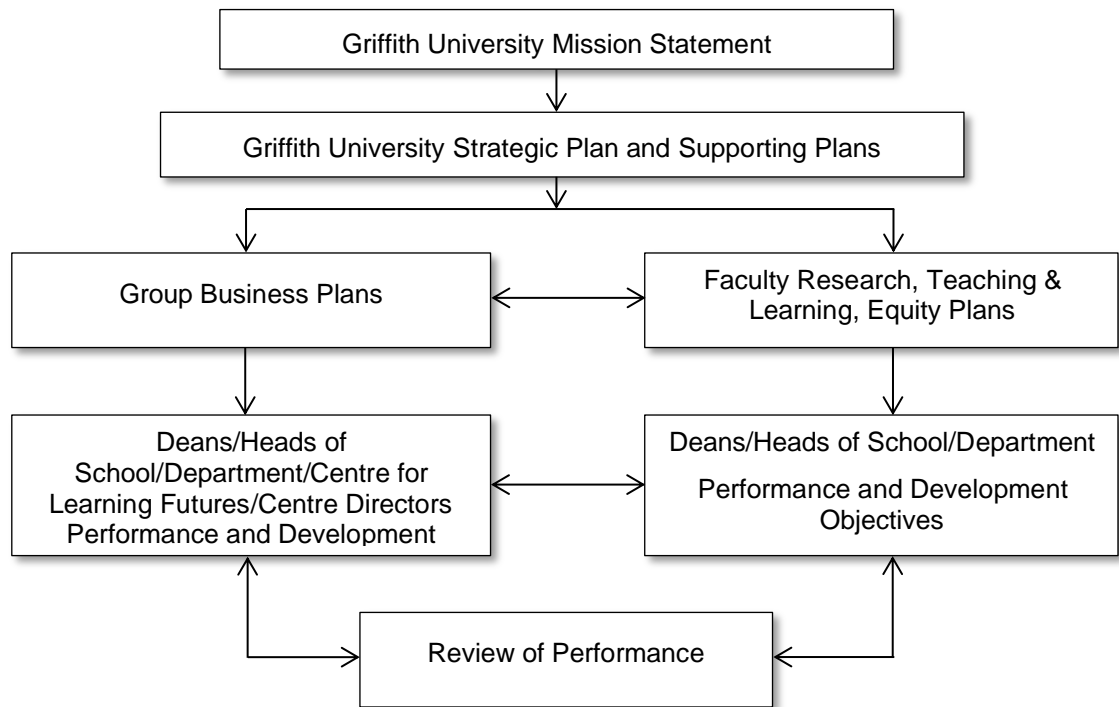 Griffith University Mission Statement
Griffith University Strategic Plan and Supporting Plans
Group Business Plans
Faculty Research, Teaching &
Learning, Equity Plans
Deans/Heads of
School/Department/Centre for
Learning Futures/Centre Directors
Performance and Development
Deans/Heads of School/Department
Performance and Development
Objectives
Review of Performance